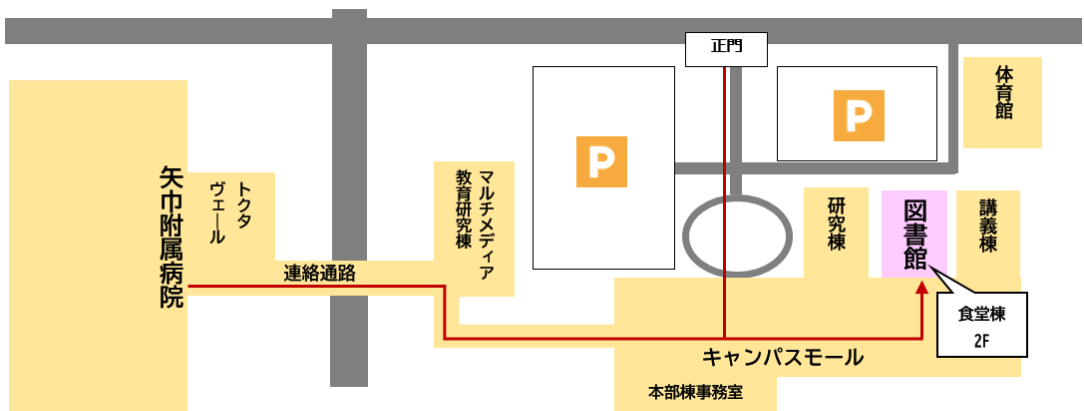 正門
体育館
P
P
矢巾附属病院
トクタ
ヴェール
マルチメディア
教育研究棟
研究棟
図書館
講義棟
連絡通路
食堂棟
2F
キャンパスモール
本部棟事務室